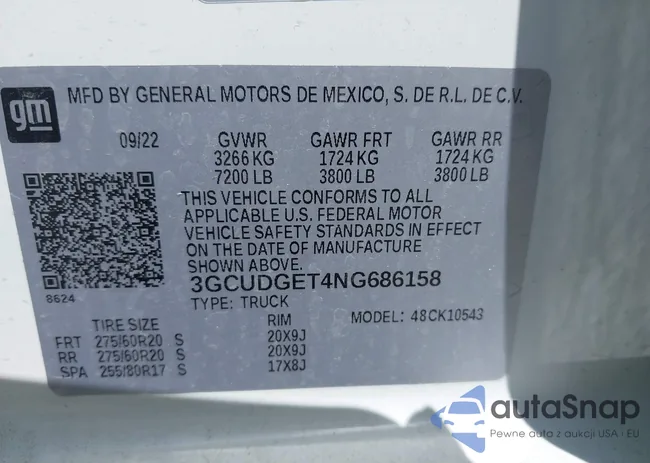 gm
MFD BY GENERAL MOTORS DE MEXICO, S. DE R.L. DE C.V.
09/22 GVWR GAWR FRT GAWR RR
3266 KG 1724 KG 1724 KG
7200 LB 3800 LB 3800 LB
THIS VEHICLE CONFORMS TO ALL
APPLICABLE U.S. FEDERAL MOTOR
VEHICLE SAFETY STANDARDS IN EFFECT
ON THE DATE OF MANUFACTURE
SHOWN ABOVE.
3GCUDGET4NG686158
8624
TYPE: TRUCK
MODEL: 48CK10543
TIRE SIZE RIM
FRT 275/60R20 S 20X9J
RR 275/60R20 S 20X9J
SPA 255/80R17 S 17X8J
autoSnap
Pewne auta z aukcji USA i EU